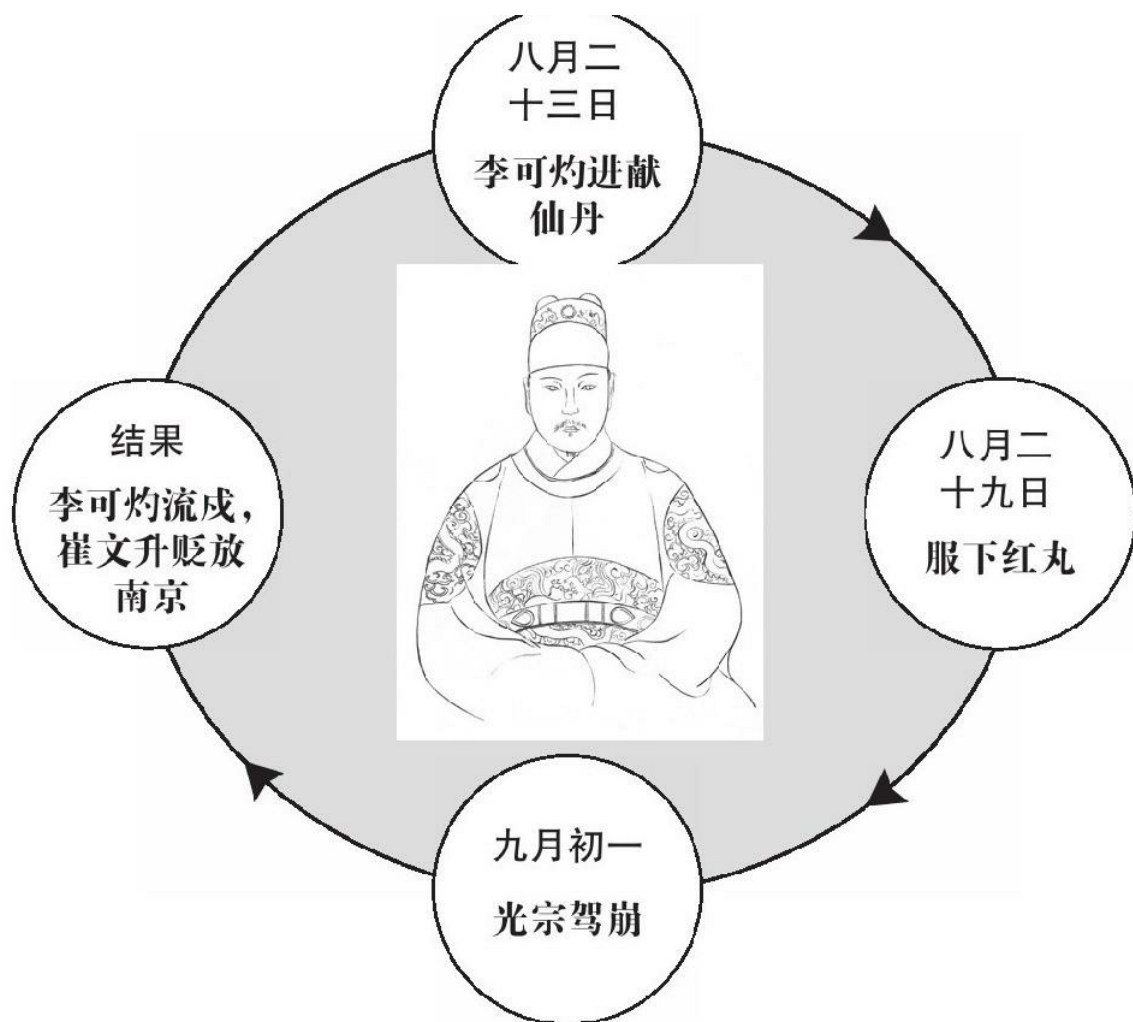 八月二
十三日
李可灼进献
仙丹
八月二
十九日
服下红丸
九月初一
光宗驾崩
结果
李可灼流戍，
崔文升贬放
南京